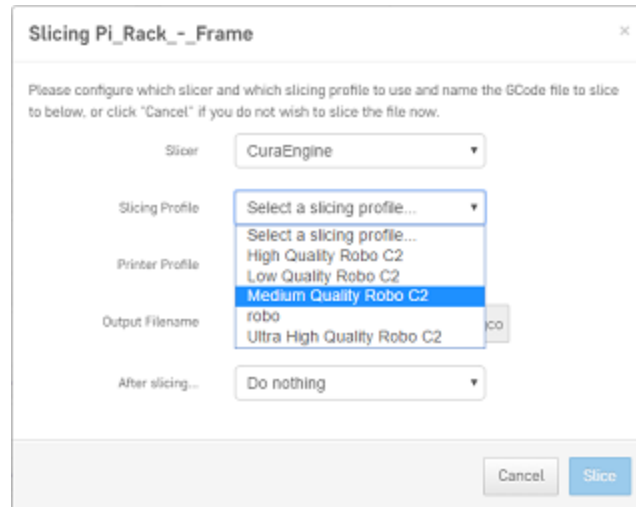 Slicing Pi_Rack_-_Frame
×
Please configure which slicer and which slicing profile to use and name the GCode file to slice
to below, or click "Cancel" if you do not wish to slice the file now.
Slicer
CuraEngine
Slicing Profile
Select a slicing profile...
Select a slicing profile...
High Quality Robo C2
Low Quality Robo C2
Medium Quality Robo C2
robo
Ultra High Quality Robo C2
Printer Profile
Output Filename
gco
After slicing...
Do nothing
Cancel
Slice